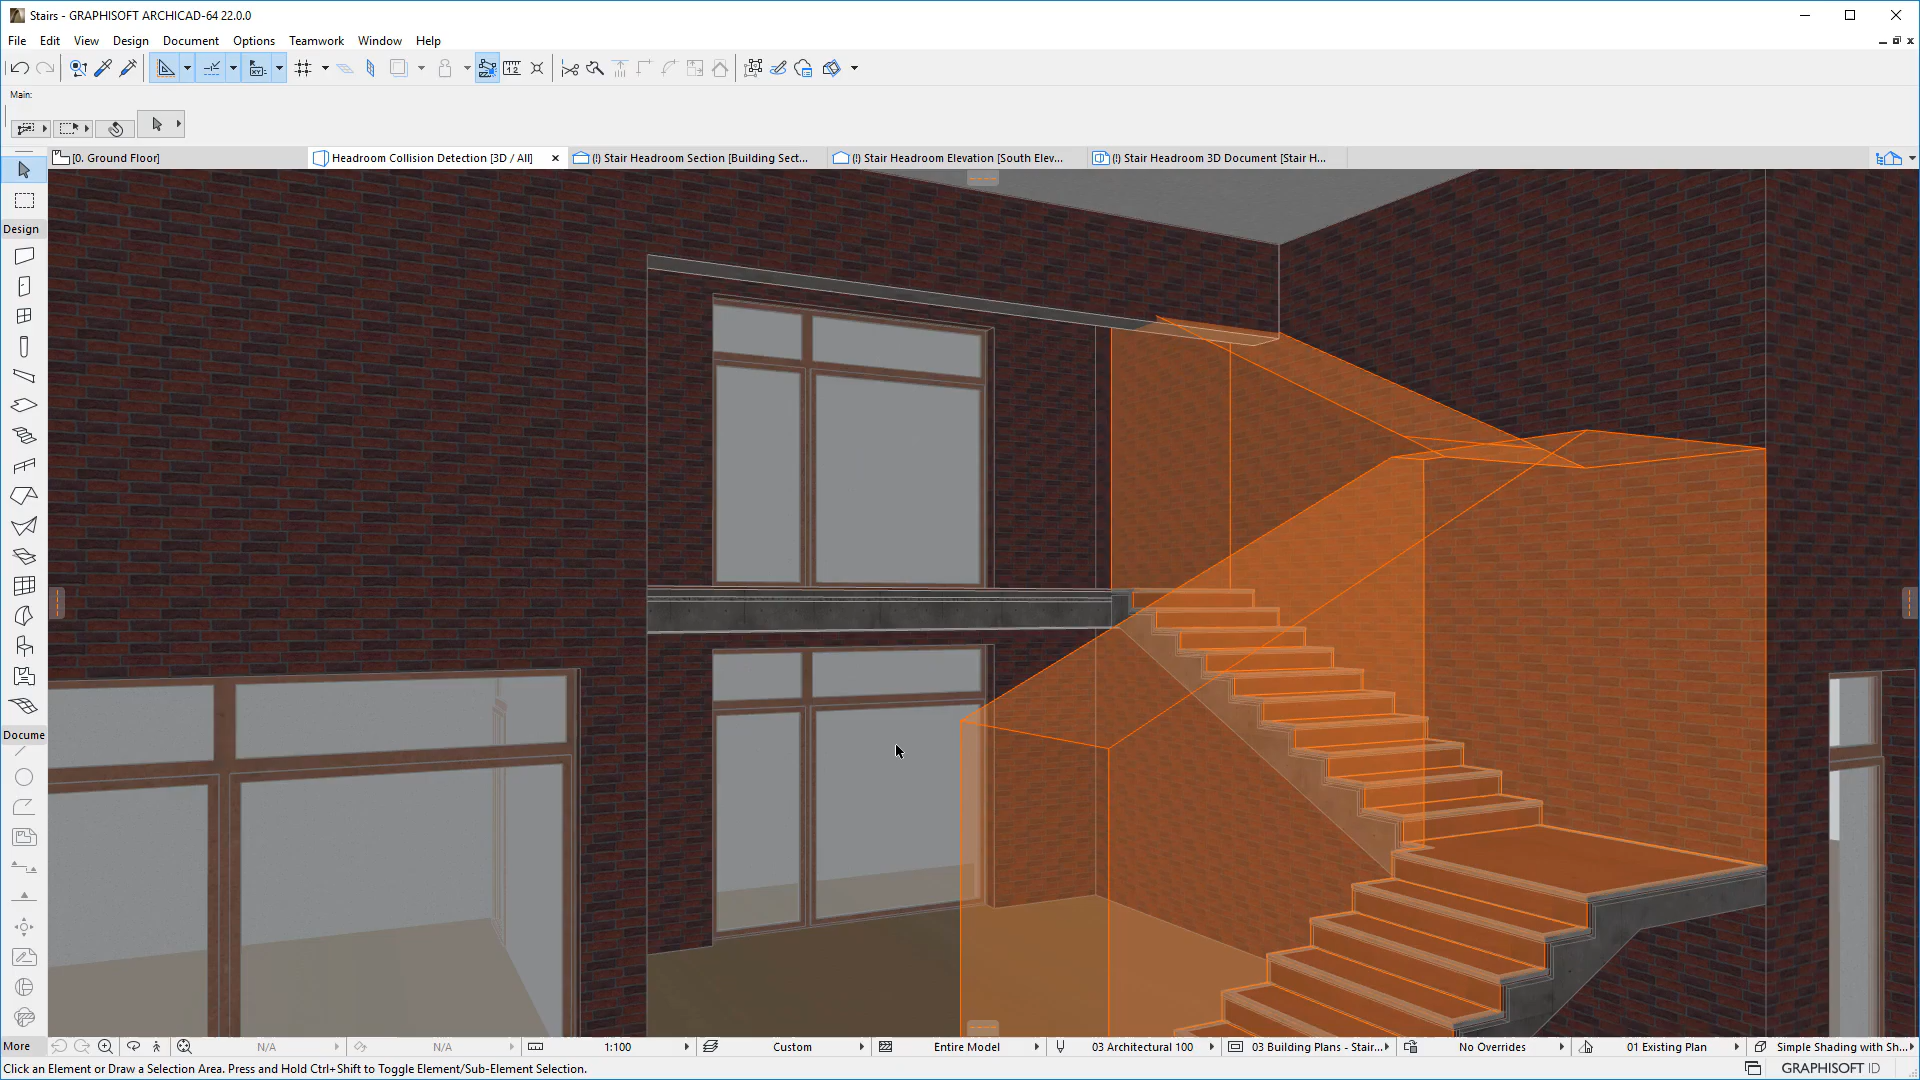 Stairs - GRAPHISOFT ARCHICAD-64 22.0.0
File Edit View Design Document Options Teamwork Window Help
1 2
Main:
[0. Ground Floor]
Headroom Collision Detection [3D / All]
(!) Stair Headroom Section [Building Sect...
(!) Stair Headroom Elevation [South Elev...
(!) Stair Headroom 3D Document [Stair H...
Design
Docume
More
N/A
N/A
1:100
Custom
Entire Model
03 Architectural 100
03 Building Plans - Stair...
No Overrides
01 Existing Plan
Simple Shading with Sh...
Click an Element or Draw a Selection Area. Press and Hold Ctrl+Shift to Toggle Element/Sub-Element Selection.
GRAPHISOFT ID